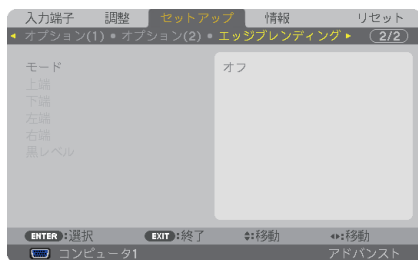 入力端子 調整 セットアップ 情報 リセット
◂ オプション(1) • オプション(2) • エッジブレンディング ▸ 2/2
モード オフ
上端
下端
左端
右端
黒レベル
ENTER:選択 EXIT:終了 :移動 :移動
コンピュータ1 アドバンスト